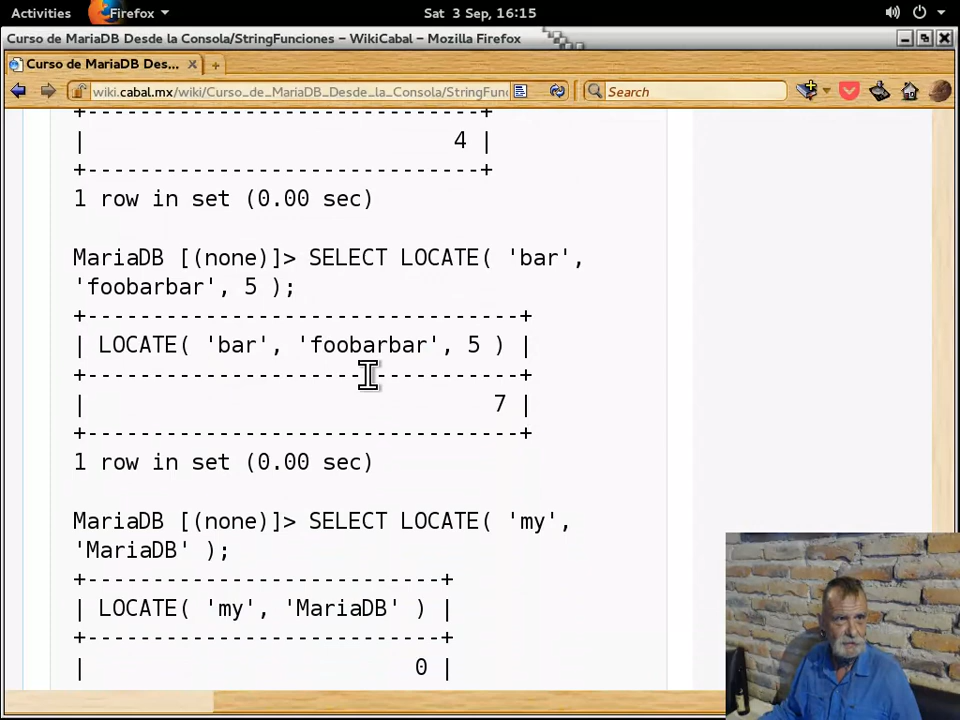 Activities Firefox Sat 3 Sep, 16:15
Curso de MariaDB Desde la Consola/StringFunciones – WikiCabal – Mozilla Firefox
Curso de MariaDB Des...
wiki.cabal.mx/wiki/Curso_de_MariaDB_Desde_la_Consola/StringFunc Search
+-------------------------------+
| 4 |
+-------------------------------+
1 row in set (0.00 sec)
MariaDB [(none)]> SELECT LOCATE( 'bar',
'foobarbar', 5 );
+----------------------------------+
| LOCATE( 'bar', 'foobarbar', 5 ) |
+----------------------------------+
| 7 |
+----------------------------------+
1 row in set (0.00 sec)
MariaDB [(none)]> SELECT LOCATE( 'my',
'MariaDB' );
+----------------------------+
| LOCATE( 'my', 'MariaDB' ) |
+----------------------------+
| 0 |